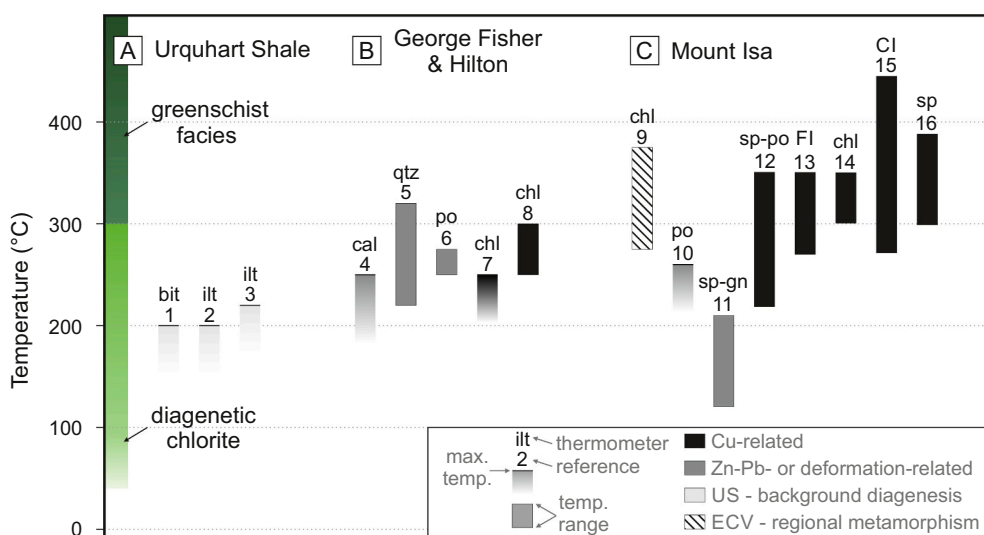 A Urquhart Shale
B George Fisher
& Hilton
C Mount Isa
greenschist
facies
diagenetic
chlorite
Temperature (°C)
400
300
200
100
0
bit
1
ilt
2
ilt
3
cal
4
qtz
5
po
6
chl
7
chl
8
chl
9
po
10
sp-gn
11
sp-po
12
FI
13
chl
14
CI
15
sp
16
ilt
2
thermometer
reference
max.
temp.
temp.
range
Cu-related
Zn-Pb- or deformation-related
US - background diagenesis
ECV - regional metamorphism